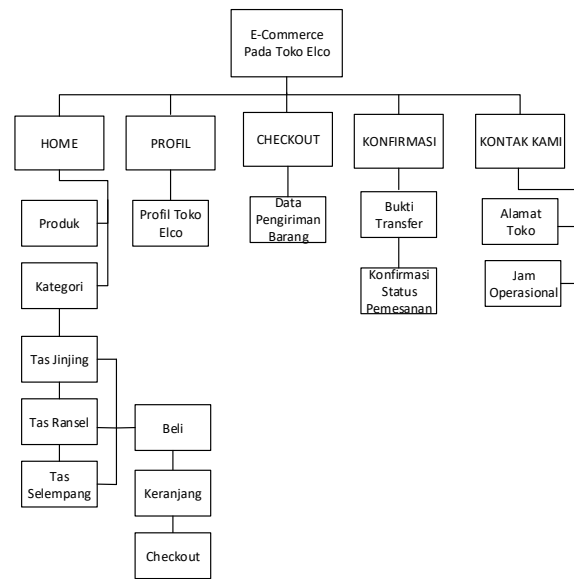 E-Commerce
Pada Toko Elco
HOME
PROFIL
CHECKOUT
KONFIRMASI
KONTAK KAMI
Produk
Profil Toko
Elco
Data
Pengiriman
Barang
Bukti
Transfer
Alamat
Toko
Kategori
Konfirmasi
Status
Pemesanan
Jam
Operasional
Tas Jinjing
Tas Ransel
Beli
Tas
Selempang
Keranjang
Checkout